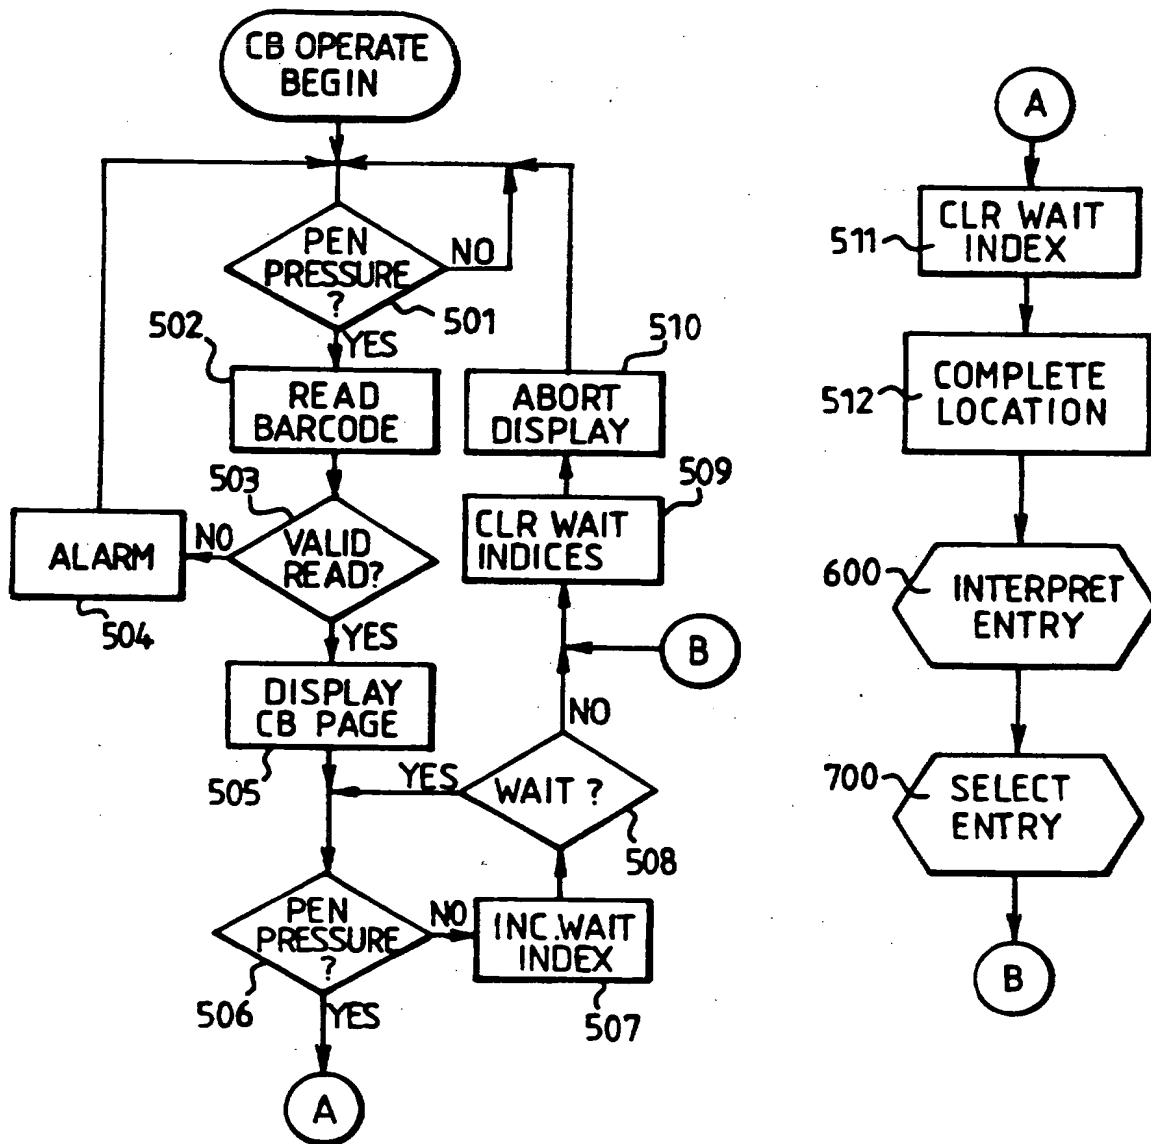 CB OPERATE
BEGIN
PEN
PRESSURE
?
NO
501
YES
502
READ
BARCODE
503
VALID
READ?
NO
ALARM
504
YES
DISPLAY
CB PAGE
505
PEN
PRESSURE
?
506
NO
YES
A
INC.WAIT
INDEX
507
WAIT ?
508
YES
NO
B
CLR WAIT
INDICES
509
ABORT
DISPLAY
510
A
CLR WAIT
INDEX
511
COMPLETE
LOCATION
512
INTERPRET
ENTRY
600
SELECT
ENTRY
700
B